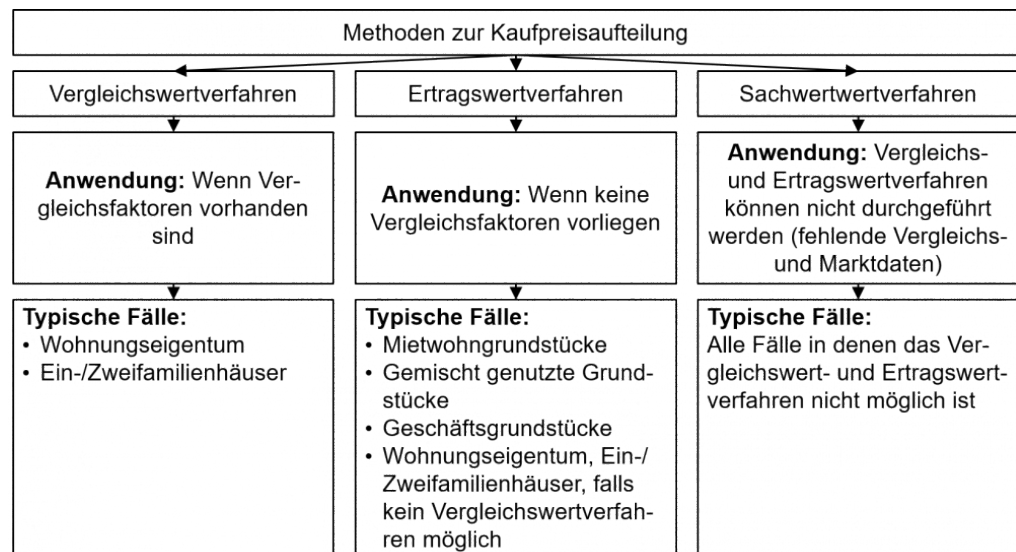 Methoden zur Kaufpreisaufteilung
Vergleichswertverfahren
Ertragswertverfahren
Sachwertwertverfahren
Anwendung: Wenn Ver-
gleichsfaktoren vorhanden
sind
Anwendung: Wenn keine
Vergleichsfaktoren vorliegen
Anwendung: Vergleichs-
und Ertragswertverfahren
können nicht durchgeführt
werden (fehlende Vergleichs-
und Marktdaten)
Typische Fälle:
• Wohnungseigentum
• Ein-/Zweifamilienhäuser
Typische Fälle:
• Mietwohngrundstücke
• Gemischt genutzte Grund-
stücke
• Geschäftsgrundstücke
• Wohnungseigentum, Ein-/
Zweifamilienhäuser, falls
kein Vergleichswertverfah-
ren möglich
Typische Fälle:
Alle Fälle in denen das Ver-
gleichswert- und Ertragswert-
verfahren nicht möglich ist